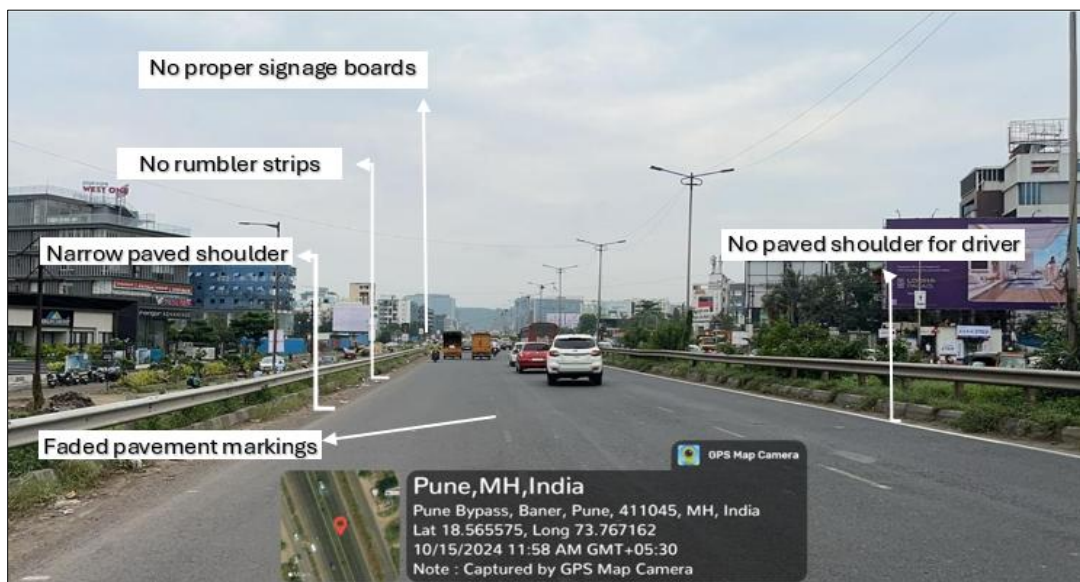 No proper signage boards
No rumbler strips
WEST ONE
Narrow paved shoulder
No paved shoulder for driver
LODHA
Faded pavement markings
GPS Map Camera
Pune,MH,India
Pune Bypass, Baner, Pune, 411045, MH, India
Lat 18.565575, Long 73.767162
10/15/2024 11:58 AM GMT+05:30
Note : Captured by GPS Map Camera